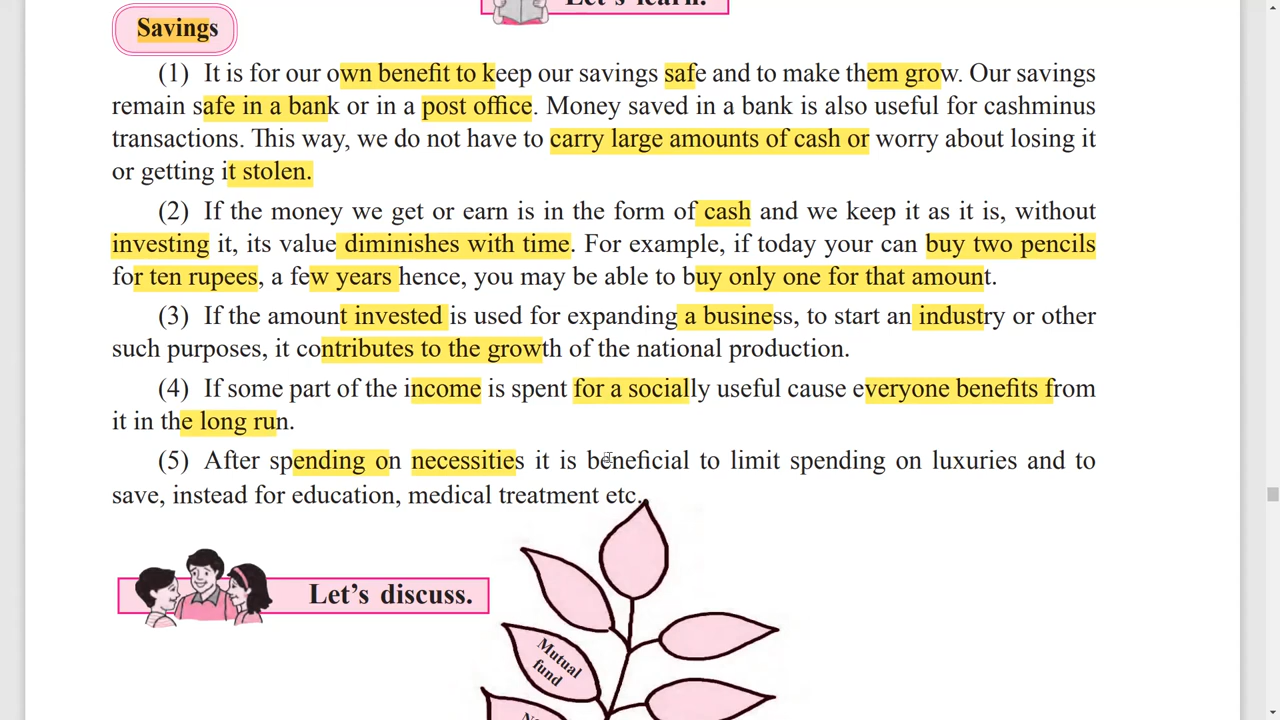 Let's learn.
Savings
(1) It is for our own benefit to keep our savings safe and to make them grow. Our savings
remain safe in a bank or in a post office. Money saved in a bank is also useful for cashminus
transactions. This way, we do not have to carry large amounts of cash or worry about losing it
or getting it stolen.
(2) If the money we get or earn is in the form of cash and we keep it as it is, without
investing it, its value diminishes with time. For example, if today your can buy two pencils
for ten rupees, a few years hence, you may be able to buy only one for that amount.
(3) If the amount invested is used for expanding a business, to start an industry or other
such purposes, it contributes to the growth of the national production.
(4) If some part of the income is spent for a socially useful cause everyone benefits from
it in the long run.
(5) After spending on necessities it is beneficial to limit spending on luxuries and to
save, instead for education, medical treatment etc.
Let's discuss.
Mutual
fund